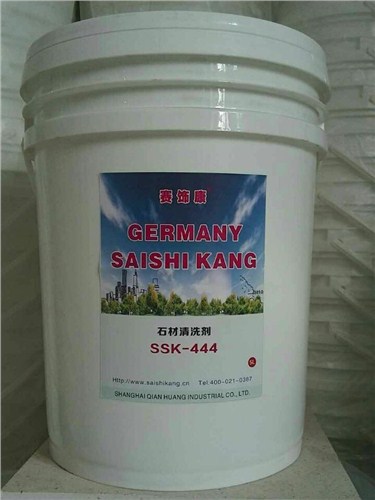 赛饰康
GERMANY
SAISHI KANG
石材清洗剂
SSK-444
Http://www.saishikang.cn Tel:400-021-0387
SHANGHAI QIAN HUANG INDUSTRIAL CO., LTD.